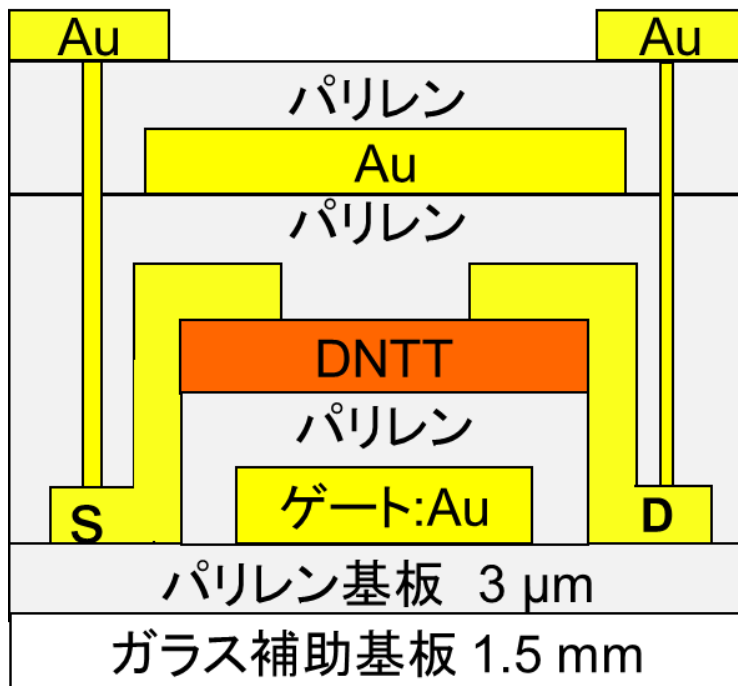 Au Au
パリレン
Au
パリレン
DNTT
パリレン
ゲート:Au
S D
パリレン基板 3 μm
ガラス補助基板 1.5 mm